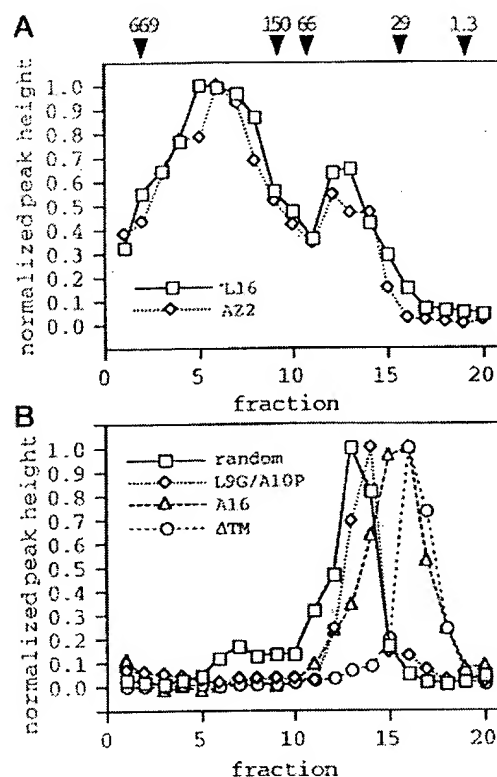 A
669 150 66 29 1.3
normalized peak height
1.0
0.9
0.8
0.7
0.6
0.5
0.4
0.3
0.2
0.1
0.0
L16
AZ2
0 5 10 15 20
fraction
B
normalized peak height
1.0
0.9
0.8
0.7
0.6
0.5
0.4
0.3
0.2
0.1
0.0
random
L9G/A10P
A16
ΔTM
0 5 10 15 20
fraction